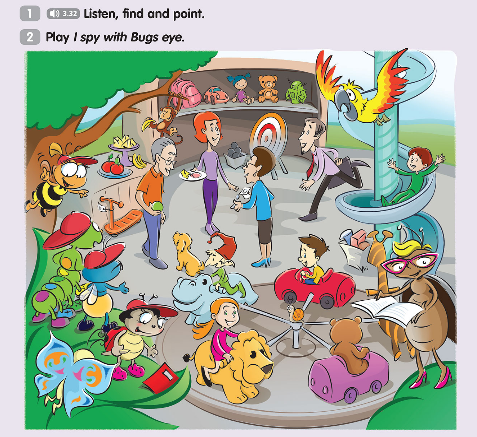 1 3.32 Listen, find and point.
2 Play I spy with Bugs eye.